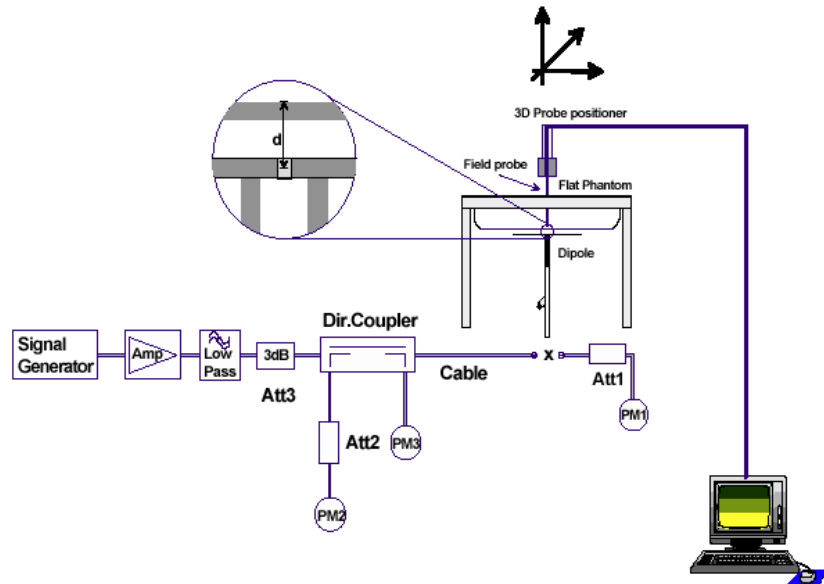 3D Probe positioner
d
Field probe
Flat Phantom
Dipole
Dir.Coupler
Signal
Generator
Amp
Low
Pass
3dB
Att3
Cable
x
Att1
PM1
Att2
PM3
PM2